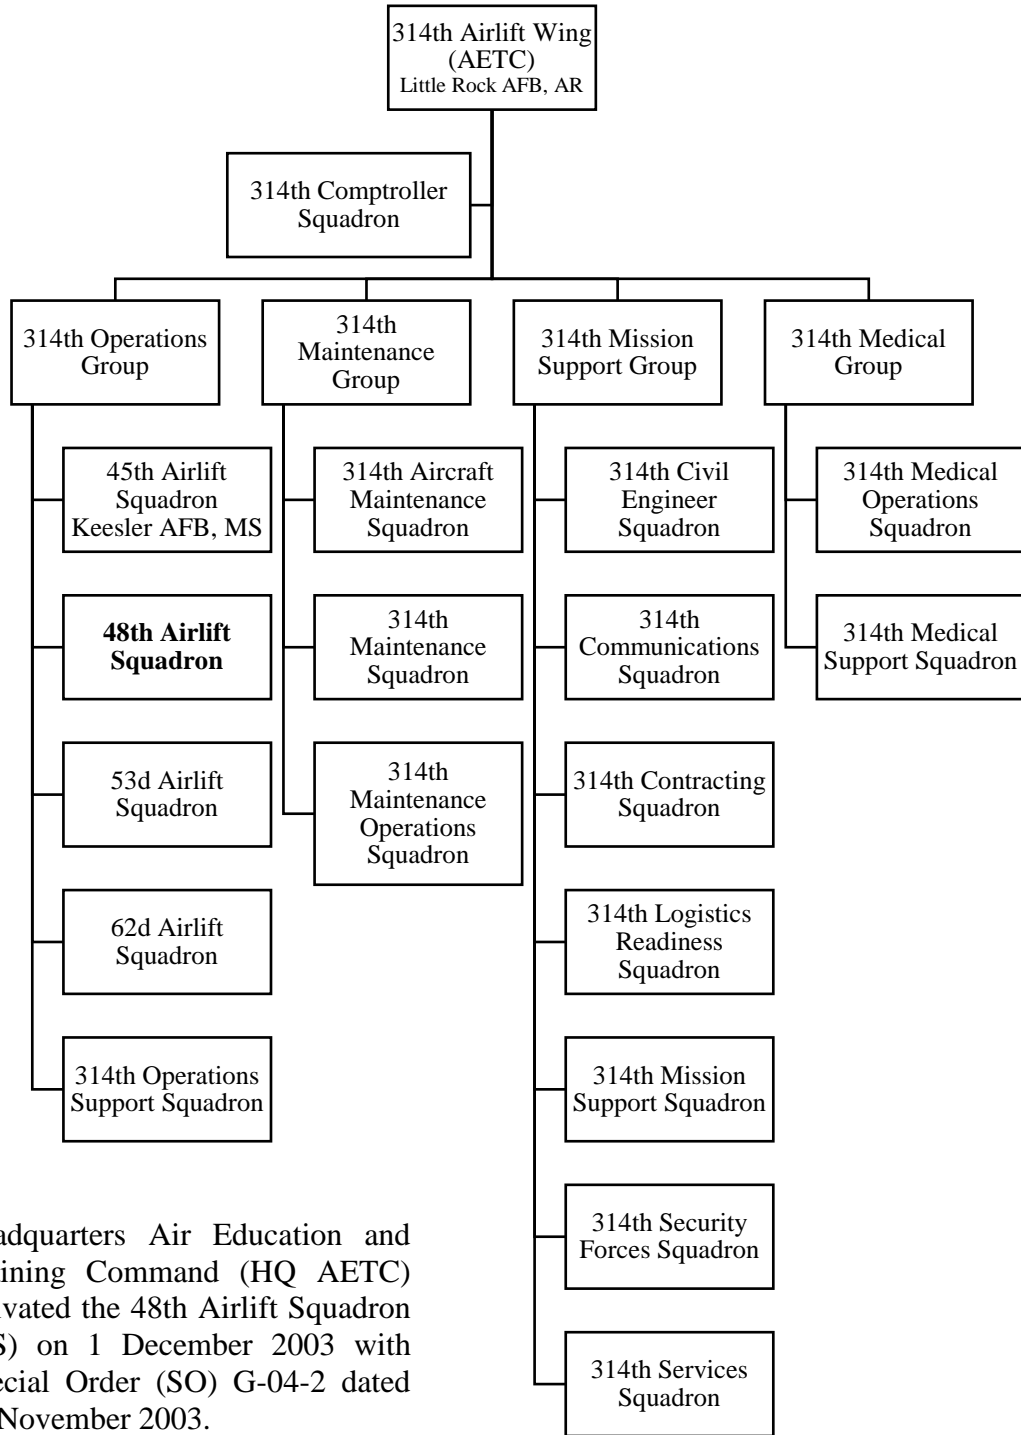 314th Airlift Wing
(AETC)
Little Rock AFB, AR
314th Comptroller
Squadron
314th Operations
Group
314th
Maintenance
Group
314th Mission
Support Group
314th Medical
Group
45th Airlift
Squadron
Keesler AFB, MS
48th Airlift
Squadron
53d Airlift
Squadron
62d Airlift
Squadron
314th Operations
Support Squadron
314th Aircraft
Maintenance
Squadron
314th
Maintenance
Squadron
314th
Maintenance
Operations
Squadron
314th Civil
Engineer
Squadron
314th
Communications
Squadron
314th Contracting
Squadron
314th Logistics
Readiness
Squadron
314th Mission
Support Squadron
314th Security
Forces Squadron
314th Services
Squadron
314th Medical
Operations
Squadron
314th Medical
Support Squadron
adquarters Air Education and
ining Command (HQ AETC)
ivated the 48th Airlift Squadron
S) on 1 December 2003 with
ecial Order (SO) G-04-2 dated
November 2003.